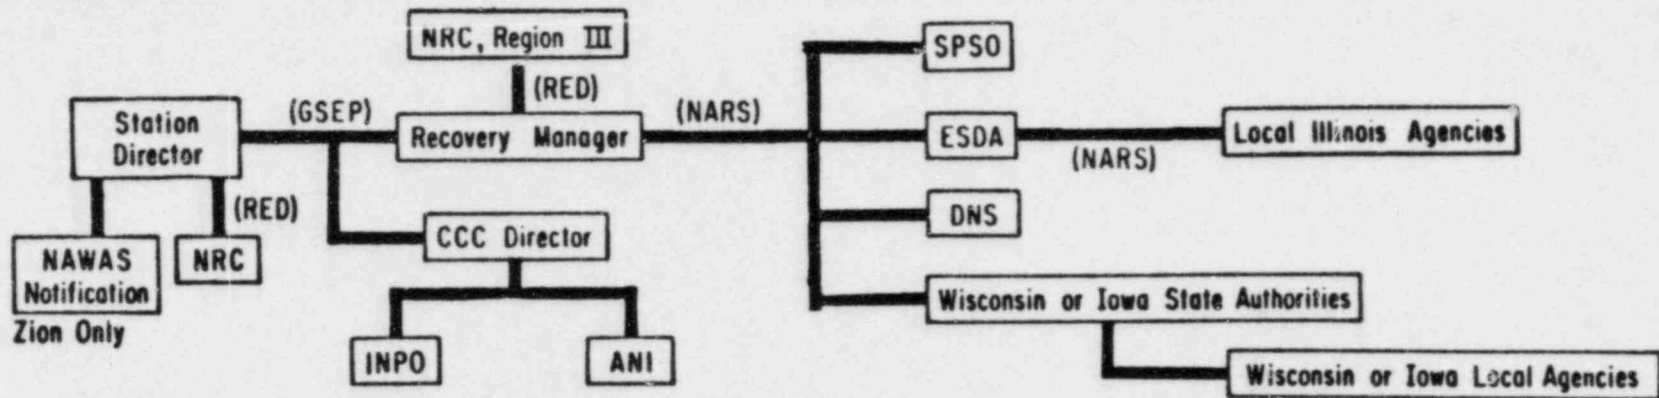 NRC, Region III
(RED)
SPSO
Station
Director
(GSEP)
Recovery Manager
(NARS)
ESDA
(NARS)
Local Illinois Agencies
(RED)
NAWAS
Notification
Zion Only
NRC
CCC Director
DNS
INPO
ANI
Wisconsin or Iowa State Authorities
Wisconsin or Iowa Local Agencies